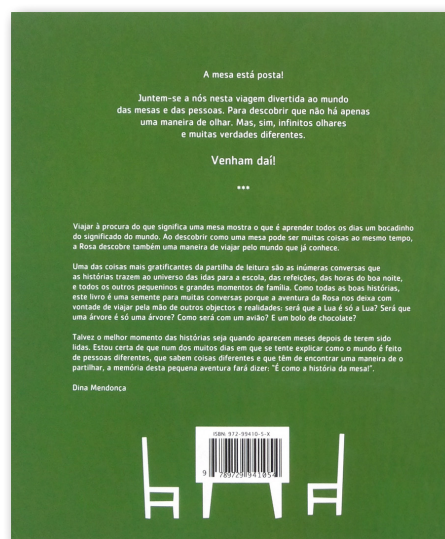 A mesa está posta!
Juntem-se a nós nesta viagem divertida ao mundo
das mesas e das pessoas. Para descobrir que não há apenas
uma maneira de olhar. Mas, sim, infinitos olhares
e muitas verdades diferentes.
Venham daí!
***
Viajar à procura do que significa uma mesa mostra o que é aprender todos os dias um bocadinho
do significado do mundo. Ao descobrir como uma mesa pode ser muitas coisas ao mesmo tempo,
a Rosa descobre também uma maneira de viajar pelo mundo que já conhece.
Uma das coisas mais gratificantes da partilha de leitura são as inúmeras conversas que
as histórias trazem ao universo das idas para a escola, das refeições, das horas do boa noite,
e todos os outros pequeninos e grandes momentos de família. Como todas as boas histórias,
este livro é uma semente para muitas conversas porque a aventura da Rosa nos deixa com
vontade de viajar pela mão de outros objectos e realidades: será que a Lua é só a Lua? Será que
uma árvore é só uma árvore? Como será com um avião? E um bolo de chocolate?
Talvez o melhor momento das histórias seja quando aparecem meses depois de terem sido
lidas. Estou certa de que num dos muitos dias em que se tente explicar como o mundo é feito
de pessoas diferentes, que sabem coisas diferentes e que têm de encontrar uma maneira de o
partilhar, a memória desta pequena aventura fará dizer: "É como a história da mesa!".
Dina Mendonça
ISBN 972-99410-5-X
9 789729 941054